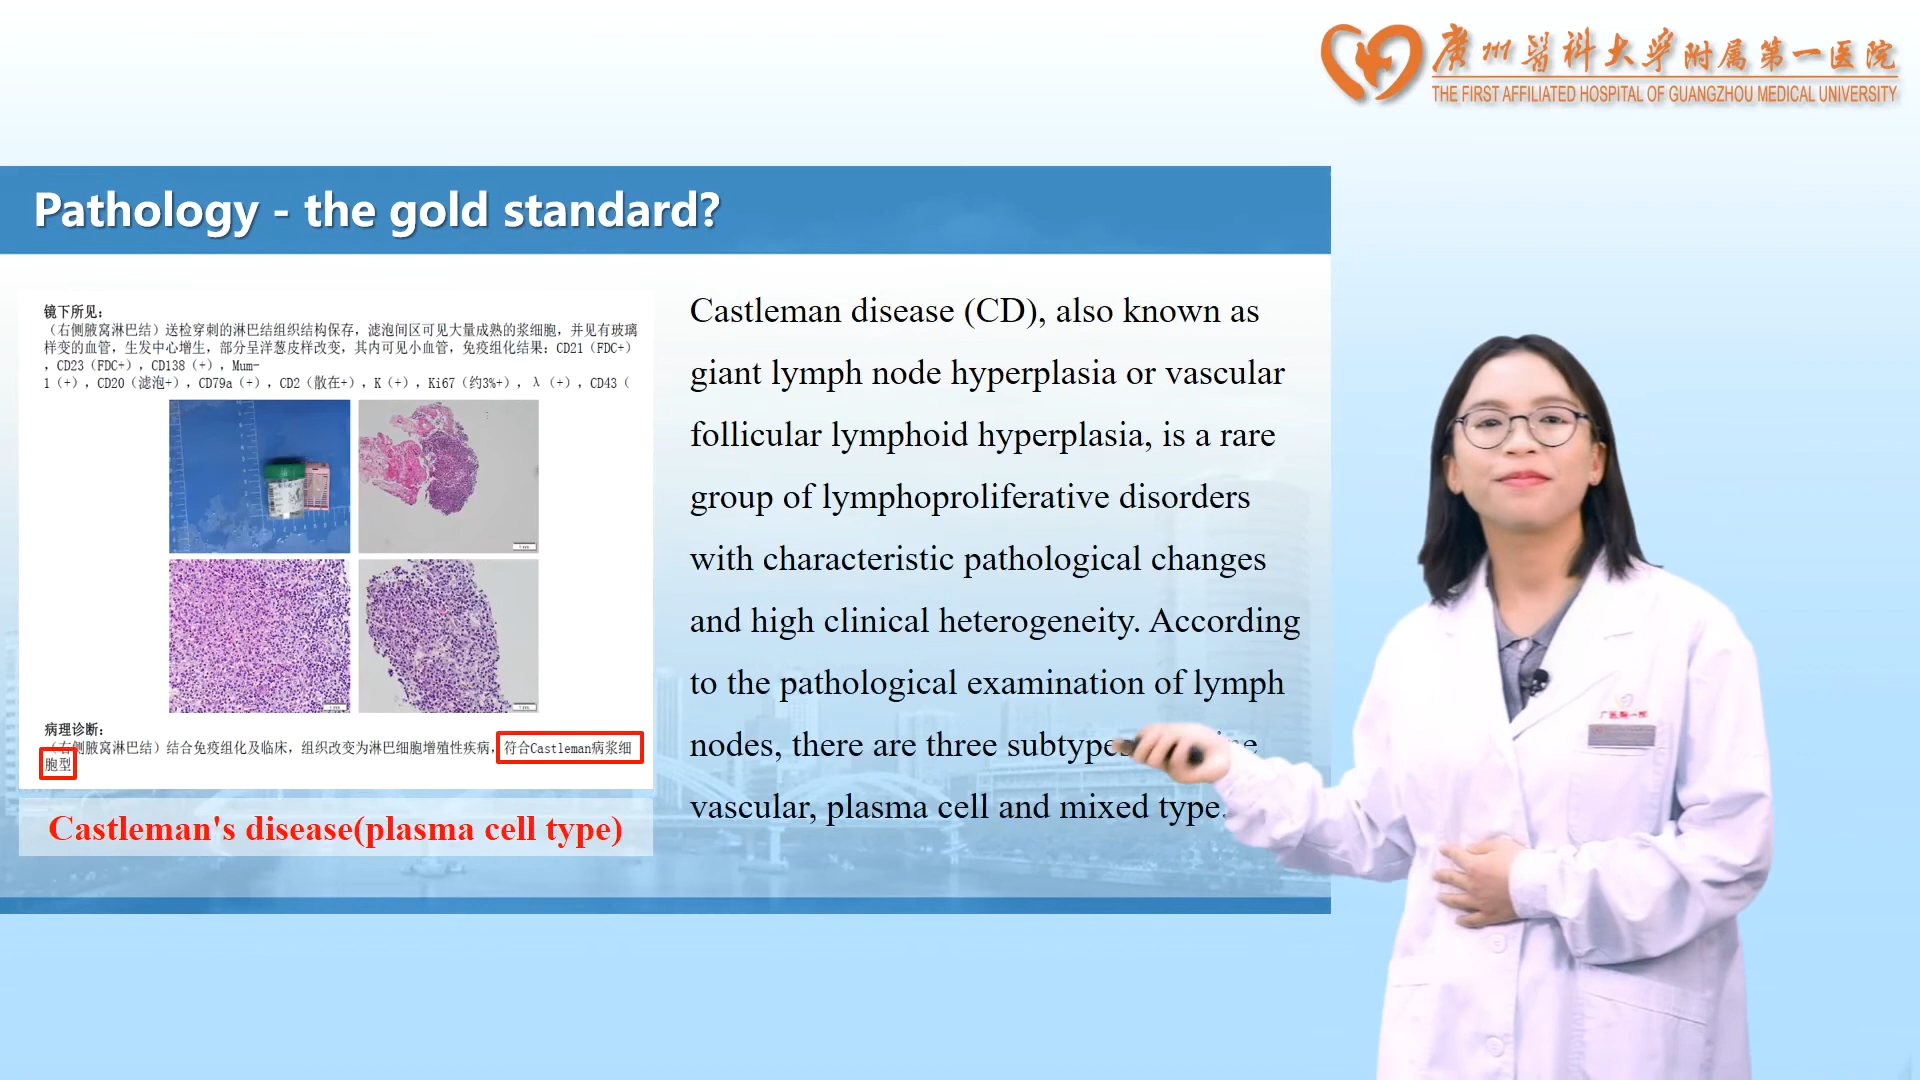 廣州醫科大學附属第一医院
THE FIRST AFFILIATED HOSPITAL OF GUANGZHOU MEDICAL UNIVERSITY
Pathology - the gold standard?
镜下所见：
（右侧腋窝淋巴结）送检穿刺的淋巴结组织结构保存，滤泡间区可见大量成熟的浆细胞，并见有玻璃
样变的血管，生发中心增生，部分呈洋葱皮样改变，其内可见小血管，免疫组化结果：CD21（FDC+）
，CD23（FDC+），CD138（+），Mum-
1（+），CD20（滤泡+），CD79a（+），CD2（散在+），K（+），Ki67（约3%+），λ（+），CD43（
病理诊断：
（右侧腋窝淋巴结）结合免疫组化及临床，组织改变为淋巴细胞增殖性疾病，符合Castleman病浆细
胞型
Castleman's disease(plasma cell type)
Castleman disease (CD), also known as
giant lymph node hyperplasia or vascular
follicular lymphoid hyperplasia, is a rare
group of lymphoproliferative disorders
with characteristic pathological changes
and high clinical heterogeneity. According
to the pathological examination of lymph
nodes, there are three subtypes
vascular, plasma cell and mixed type.